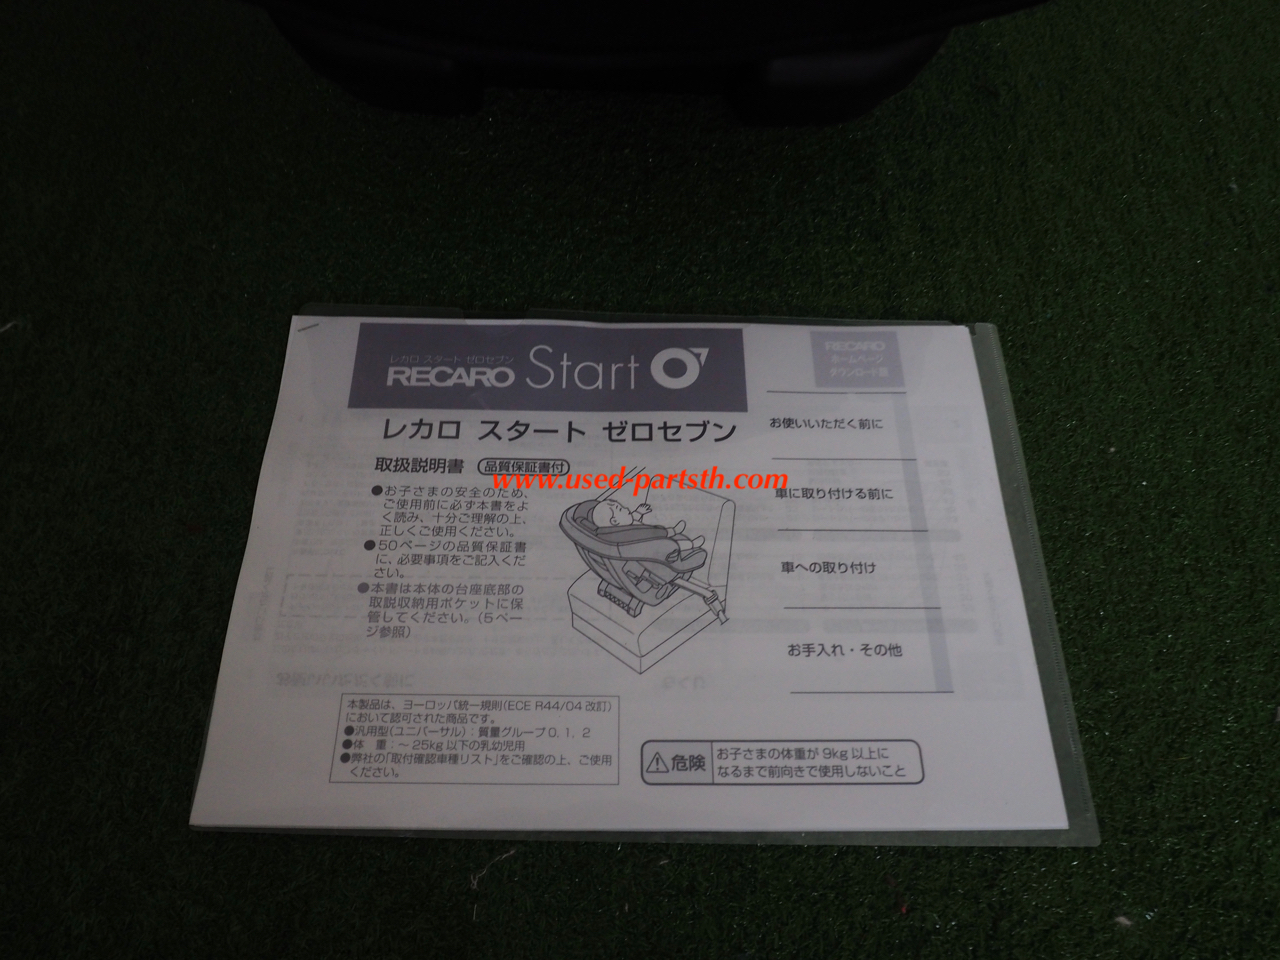 レカロ スタート ゼロセブン
RECARO Start 07
レカロ スタート ゼロセブン
取扱説明書 品質保証書付
●お子さまの安全のため、
ご使用前に必ず本書をよ
く読み、十分ご理解の上、
正しくご使用ください。
●50ページの品質保証書
に、必要事項をご記入くだ
さい。
●本書は本体の台座底部の
取説収納用ポケットに保
管してください。(5ペー
ジ参照)
本製品は、ヨーロッパ統一規則(ECE R44/04 改訂)
において認可された商品です。
●汎用型(ユニバーサル):質量グループ0, 1, 2
●体 重:～25kg以下の乳幼児用
●弊社の「取付確認車種リスト」をご確認の上、ご使用
ください。
危険
お子さまの体重が9kg以上に
なるまで前向きで使用しないこと
RECARO
ホームページ
ダウンロード版
お使いいただく前に
車に取り付ける前に
車への取り付け
お手入れ・その他
www.used-partsth.com